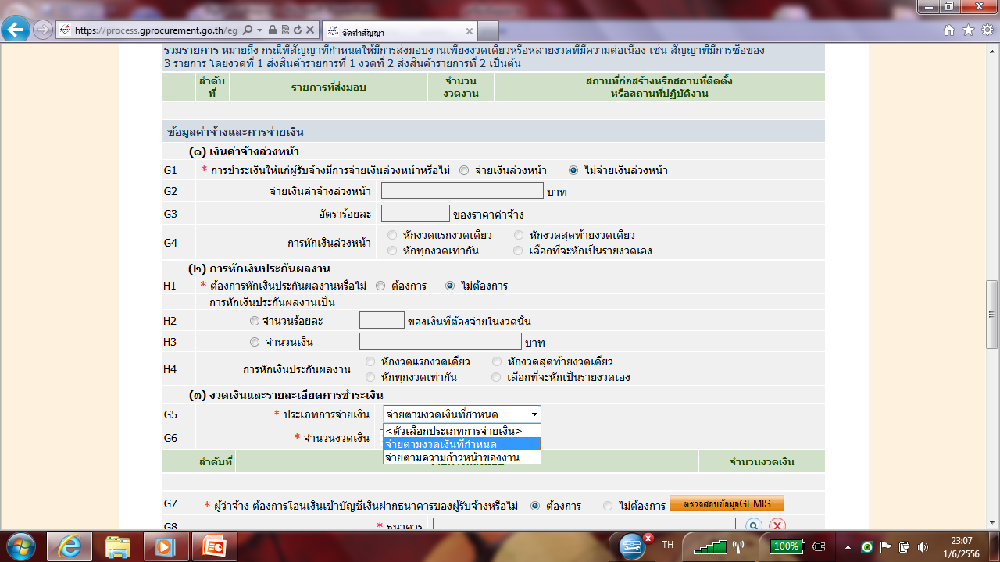 https://process.gprocurement.go.th/eg
จัดทำสัญญา
รวมรายการ หมายถึง กรณีที่สัญญาที่กำหนดให้มีการส่งมอบงานเพียงงวดเดียวหรือหลายงวดที่มีความต่อเนื่อง เช่น สัญญาที่มีการซื้อของ
3 รายการ โดยงวดที่ 1 ส่งสินค้ารายการที่ 1 งวดที่ 2 ส่งสินค้ารายการที่ 2 เป็นต้น
ลำดับที่ รายการที่ส่งมอบ จำนวนงวดงาน สถานที่ก่อสร้างหรือสถานที่ติดตั้ง
หรือสถานที่ปฏิบัติงาน
ข้อมูลค่าจ้างและการจ่ายเงิน
(๑) เงินค่าจ้างล่วงหน้า
G1 * การชำระเงินให้แก่ผู้รับจ้างมีการจ่ายเงินล่วงหน้าหรือไม่ จ่ายเงินล่วงหน้า ไม่จ่ายเงินล่วงหน้า
G2 จ่ายเงินค่าจ้างล่วงหน้า บาท
G3 อัตราร้อยละ ของราคาค่าจ้าง
G4 การหักเงินล่วงหน้า หักงวดแรกงวดเดียว หักงวดสุดท้ายงวดเดียว
หักทุกงวดเท่ากัน เลือกที่จะหักเป็นรายงวดเอง
(๒) การหักเงินประกันผลงาน
H1 * ต้องการหักเงินประกันผลงานหรือไม่ ต้องการ ไม่ต้องการ
การหักเงินประกันผลงานเป็น
H2 จำนวนร้อยละ ของเงินที่ต้องจ่ายในงวดนั้น
H3 จำนวนเงิน บาท
H4 การหักเงินประกันผลงาน หักงวดแรกงวดเดียว หักงวดสุดท้ายงวดเดียว
หักทุกงวดเท่ากัน เลือกที่จะหักเป็นรายงวดเอง
(๓) งวดเงินและรายละเอียดการชำระเงิน
G5 * ประเภทการจ่ายเงิน จ่ายตามงวดเงินที่กำหนด
<ตัวเลือกประเภทการจ่ายเงิน>
G6 * จำนวนงวดเงิน จ่ายตามงวดเงินที่กำหนด
จ่ายตามความก้าวหน้าของงาน
ลำดับที่ จำนวนงวดเงิน
G7 * ผู้ว่าจ้าง ต้องการโอนเงินเข้าบัญชีเงินฝากธนาคารของผู้รับจ้างหรือไม่ ต้องการ ไม่ต้องการ ตรวจสอบข้อมูลGFMIS
G8 * ธนาคาร
TH 100% 23:07
1/6/2556